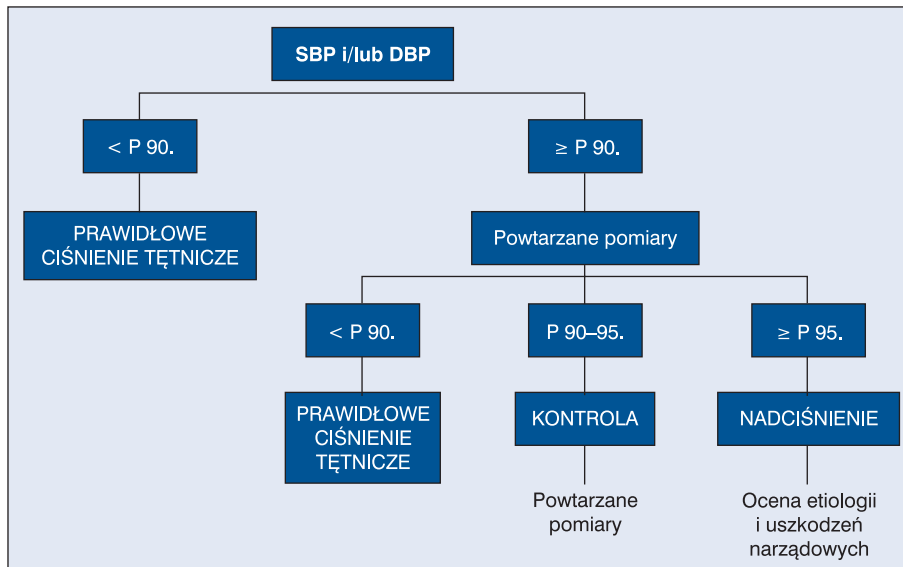 SBP i/lub DBP
< P 90.
≥ P 90.
PRAWIDŁOWE
CIŚNIENIE TĘTNICZE
Powtarzane pomiary
< P 90.
P 90–95.
≥ P 95.
PRAWIDŁOWE
CIŚNIENIE
TĘTNICZE
KONTROLA
NADCIŚNIENIE
Powtarzane
pomiary
Ocena etiologii
i uszkodzeń
narządowych